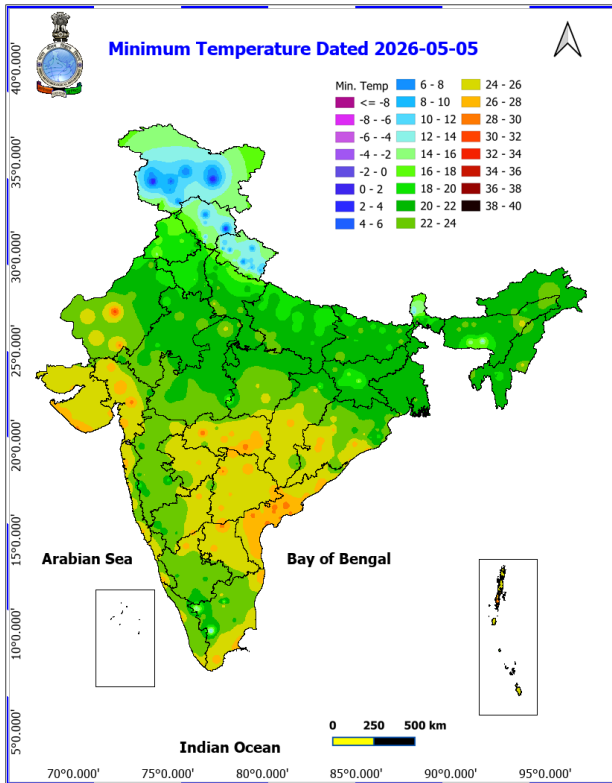 Minimum Temperature Dated 2026-05-05
Min. Temp
<= -8
-8 - -6
-6 - -4
-4 - -2
-2 - 0
0 - 2
2 - 4
4 - 6
6 - 8
8 - 10
10 - 12
12 - 14
14 - 16
16 - 18
18 - 20
20 - 22
22 - 24
24 - 26
26 - 28
28 - 30
30 - 32
32 - 34
34 - 36
36 - 38
38 - 40
40°0.000'
35°0.000'
30°0.000'
25°0.000'
20°0.000'
15°0.000'
10°0.000'
5°0.000'
Arabian Sea
Bay of Bengal
Indian Ocean
0 250 500 km
70°0.000' 75°0.000' 80°0.000' 85°0.000' 90°0.000' 95°0.000'